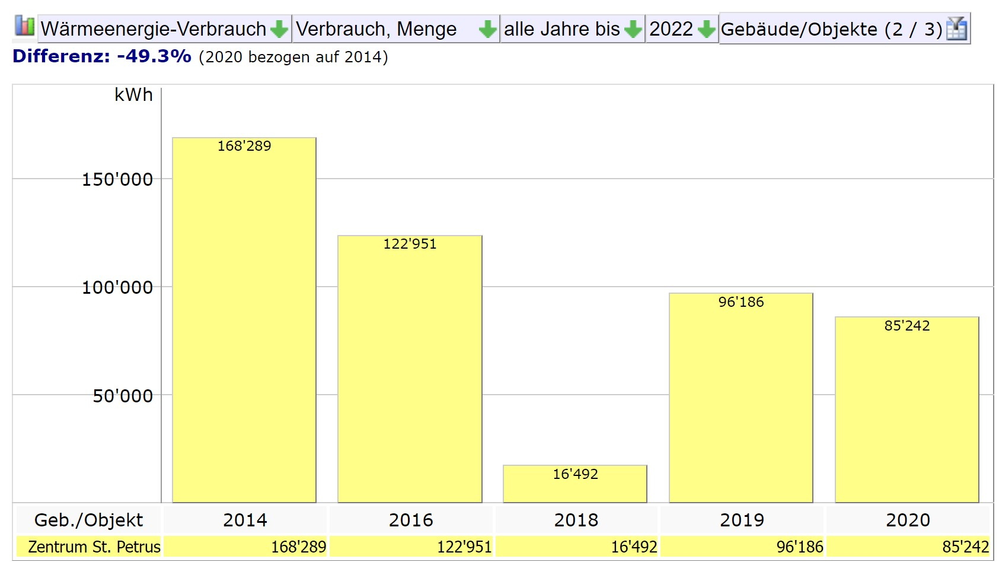 Wärmeenergie-Verbrauch Verbrauch, Menge alle Jahre bis 2022 Gebäude/Objekte (2 / 3)
Differenz: -49.3% (2020 bezogen auf 2014)
kWh
168'289
150'000
122'951
100'000
96'186
85'242
50'000
16'492
Geb./Objekt 2014 2016 2018 2019 2020
Zentrum St. Petrus 168'289 122'951 16'492 96'186 85'242